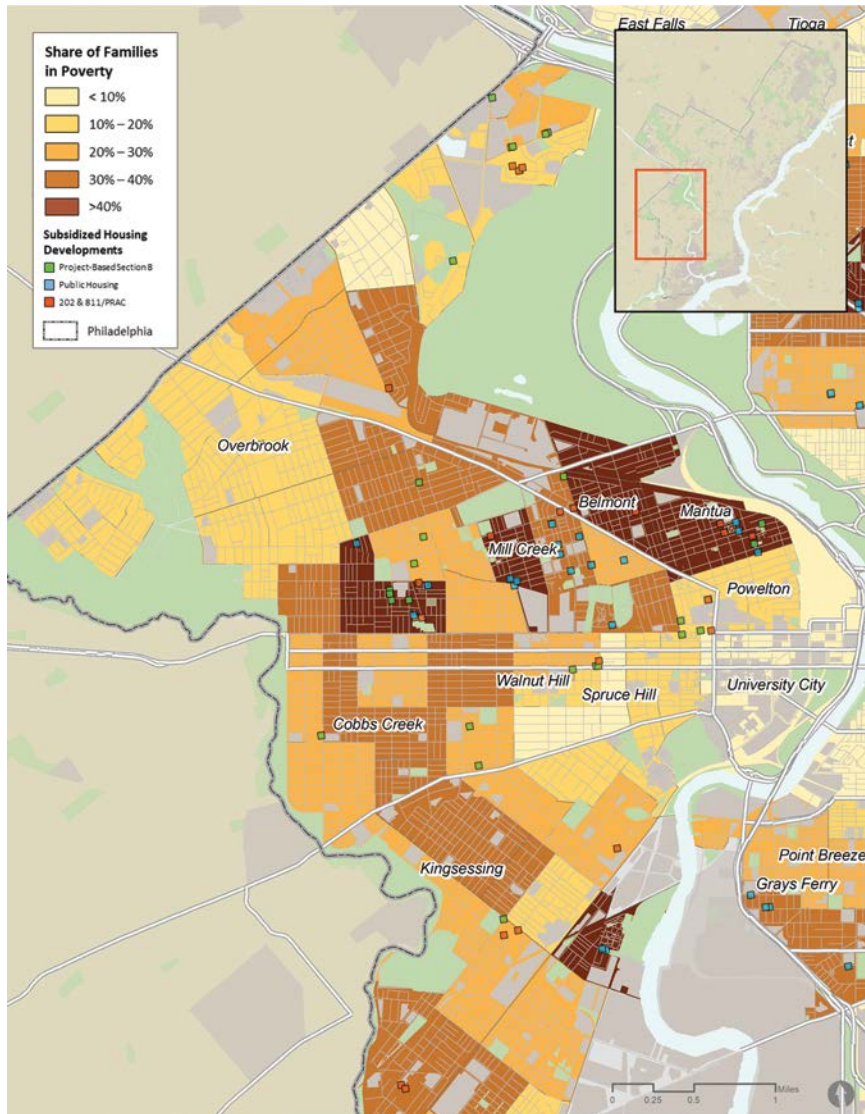 East Falls
Tioga
Share of Families
in Poverty
< 10%
10% – 20%
20% – 30%
30% – 40%
>40%
Subsidized Housing
Developments
Project-Based Section 8
Public Housing
202 & 811/PRAC
Philadelphia
Overbrook
Belmont
Mantua
Mill Creek
Powelton
Walnut Hill
University City
Spruce Hill
Cobbs Creek
Point Breeze
Kingsessing
Grays Ferry
Miles
0 0.25 0.5 1